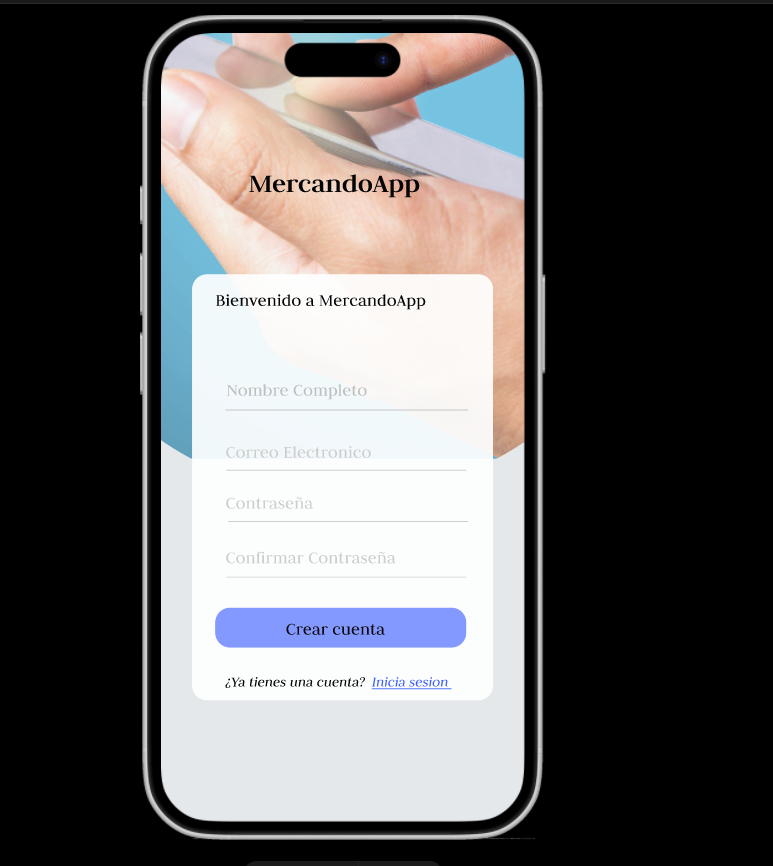 MercandoApp
Bienvenido a MercandoApp
Nombre Completo
Correo Electronico
Contraseña
Confirmar Contraseña
Crear cuenta
¿Ya tienes una cuenta? Inicia sesion